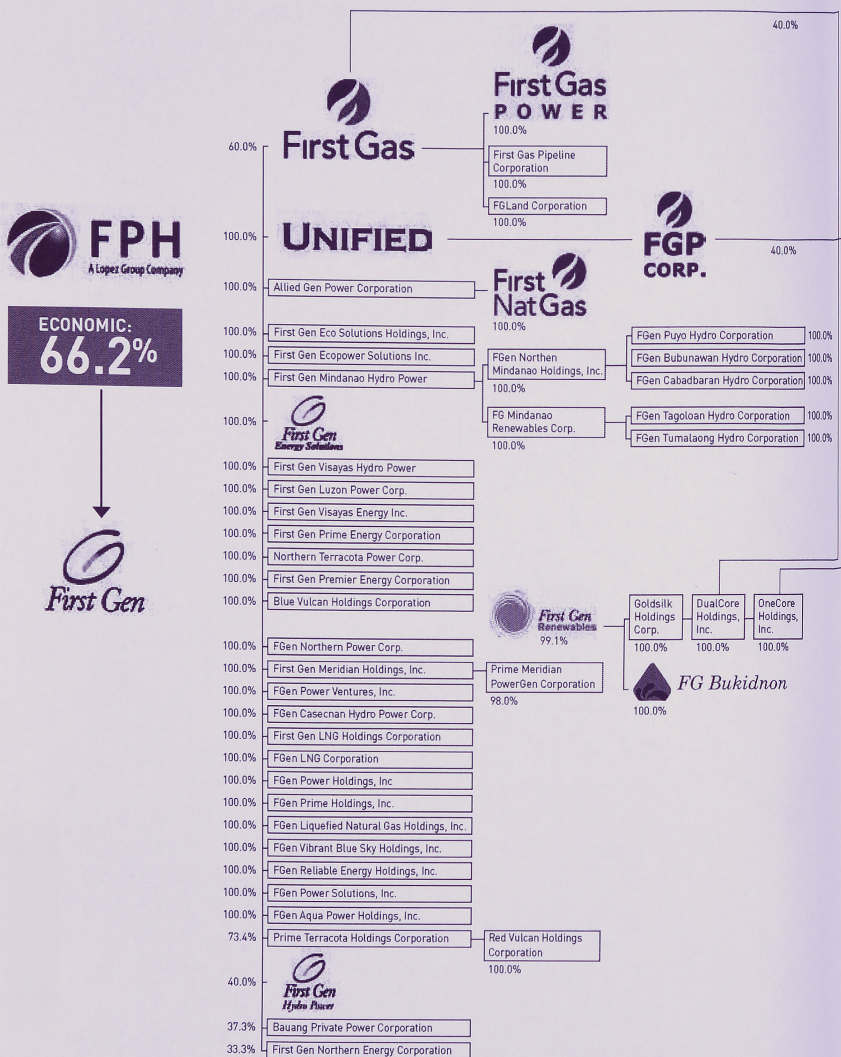 40.0%
First Gas
POWER
100.0%
60.0%
First Gas
First Gas Pipeline
Corporation
100.0%
FGLand Corporation
100.0%
FPH
A Lopez Group Company
100.0%
UNIFIED
FGP
CORP.
40.0%
100.0%
Allied Gen Power Corporation
First
NatGas
100.0%
ECONOMIC:
66.2%
100.0%
First Gen Eco Solutions Holdings, Inc.
100.0%
First Gen Ecopower Solutions Inc.
100.0%
First Gen Mindanao Hydro Power
FGen Northen
Mindanao Holdings, Inc.
100.0%
FGen Puyo Hydro Corporation
100.0%
FGen Bubunawan Hydro Corporation
100.0%
FGen Cabadbaran Hydro Corporation
100.0%
FG Mindanao
Renewables Corp.
100.0%
FGen Tagoloan Hydro Corporation
100.0%
FGen Tumalaong Hydro Corporation
100.0%
100.0%
First Gen
Energy Solutions
100.0%
First Gen Visayas Hydro Power
100.0%
First Gen Luzon Power Corp.
100.0%
First Gen Visayas Energy Inc.
100.0%
First Gen Prime Energy Corporation
100.0%
Northern Terracota Power Corp.
100.0%
First Gen Premier Energy Corporation
100.0%
Blue Vulcan Holdings Corporation
First Gen
First Gen
Renewables
99.1%
Goldsilk
Holdings
Corp.
100.0%
DualCore
Holdings,
Inc.
100.0%
OneCore
Holdings,
Inc.
100.0%
FG Bukidnon
100.0%
100.0%
FGen Northern Power Corp.
100.0%
First Gen Meridian Holdings, Inc.
Prime Meridian
PowerGen Corporation
98.0%
100.0%
FGen Power Ventures, Inc.
100.0%
FGen Casecnan Hydro Power Corp.
100.0%
First Gen LNG Holdings Corporation
100.0%
FGen LNG Corporation
100.0%
FGen Power Holdings, Inc
100.0%
FGen Prime Holdings, Inc.
100.0%
FGen Liquefied Natural Gas Holdings, Inc.
100.0%
FGen Vibrant Blue Sky Holdings, Inc.
100.0%
FGen Reliable Energy Holdings, Inc.
100.0%
FGen Power Solutions, Inc.
100.0%
FGen Aqua Power Holdings, Inc.
73.4%
Prime Terracota Holdings Corporation
Red Vulcan Holdings
Corporation
100.0%
40.0%
First Gen
Hydro Power
37.3%
Bauang Private Power Corporation
33.3%
First Gen Northern Energy Corporation